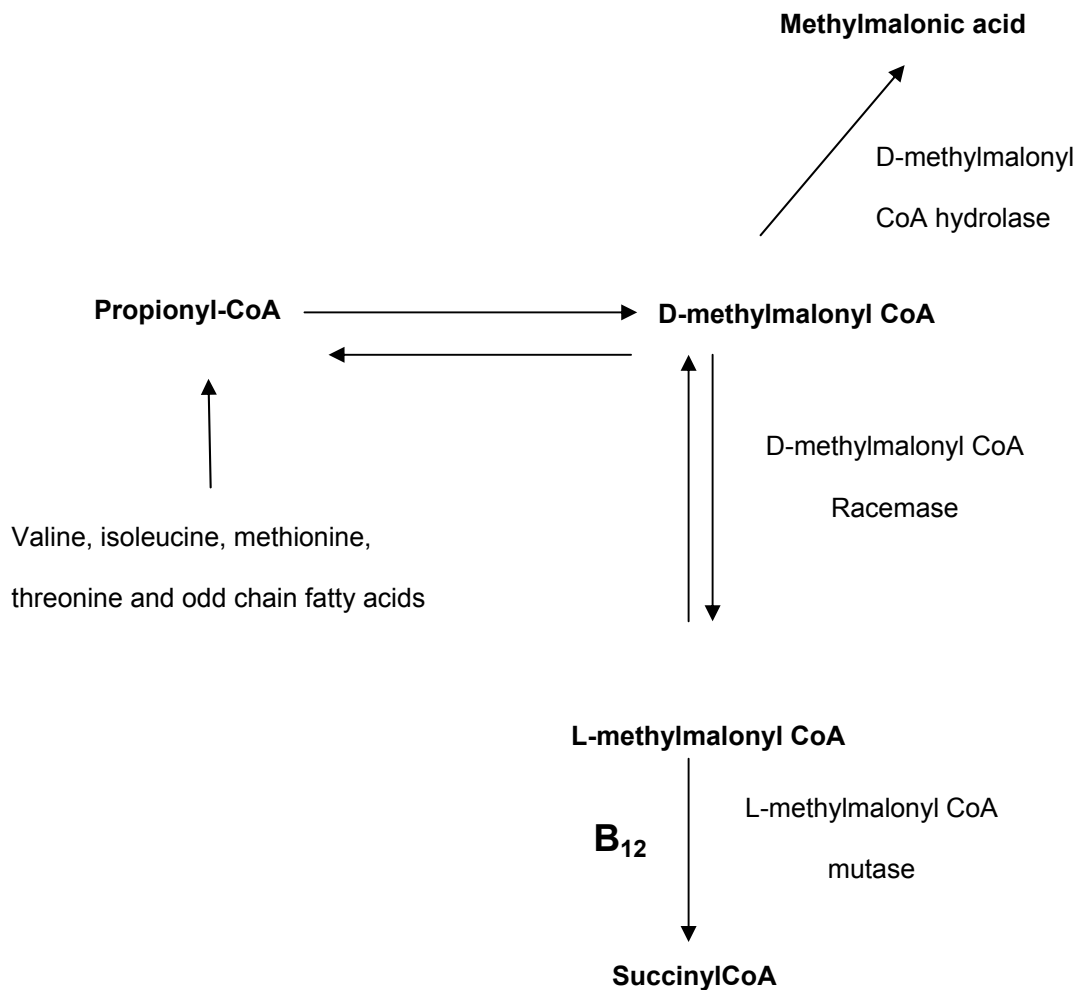 Methylmalonic acid
D-methylmalonyl
CoA hydrolase
Propionyl-CoA
D-methylmalonyl CoA
D-methylmalonyl CoA
Racemase
Valine, isoleucine, methionine,
threonine and odd chain fatty acids
L-methylmalonyl CoA
L-methylmalonyl CoA
B₁₂
mutase
SuccinylCoA